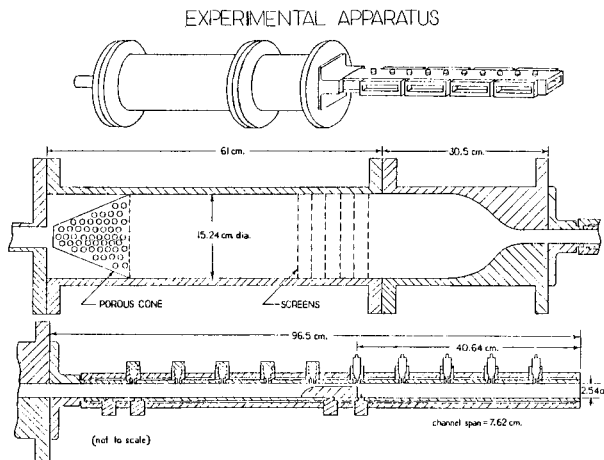 EXPERIMENTAL APPARATUS
61 cm.
30.5 cm.
15.24 cm. dia.
POROUS CONE
SCREENS
96.5 cm.
40.64 cm.
2.54 c
channel span = 7.62 cm.
(not to scale)